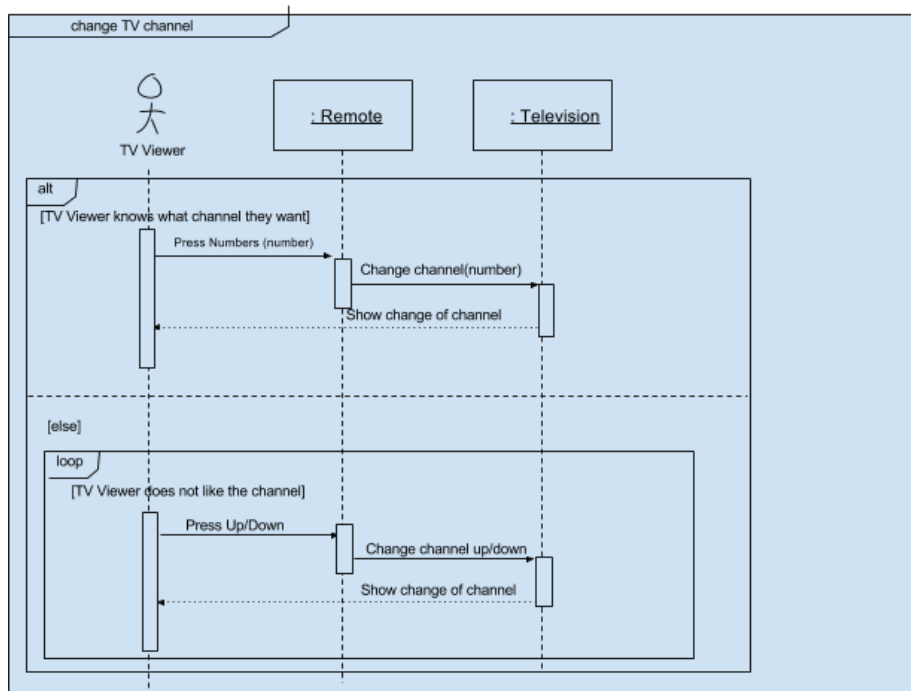 change TV channel
: Remote
: Television
TV Viewer
alt
[TV Viewer knows what channel they want]
Press Numbers (number)
Change channel(number)
Show change of channel
[else]
loop
[TV Viewer does not like the channel]
Press Up/Down
Change channel up/down
Show change of channel